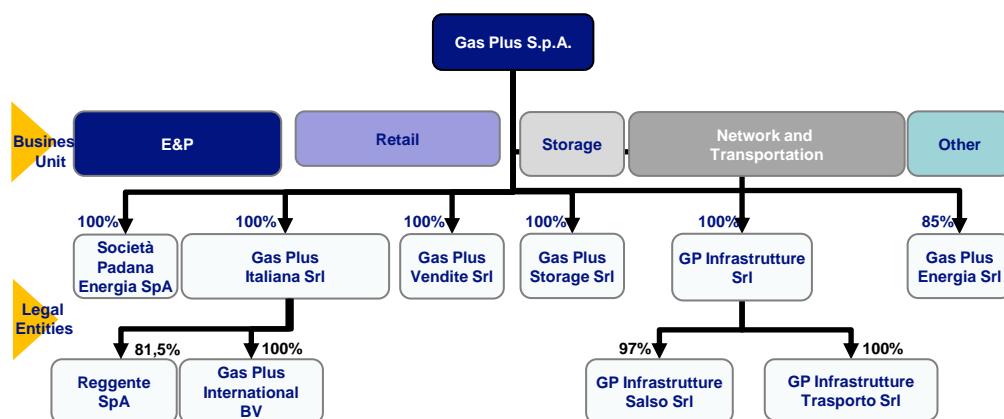 Gas Plus S.p.A.
Busines
Unit
E&P
Retail
Storage
Network and
Transportation
Other
100%
100%
100%
100%
100%
85%
Società
Padana
Energia SpA
Gas Plus
Italiana Srl
Gas Plus
Vendite Srl
Gas Plus
Storage Srl
GP Infrastrutture
Srl
Gas Plus
Energia Srl
Legal
Entities
81,5%
100%
97%
100%
Reggente
SpA
Gas Plus
International
BV
GP Infrastrutture
Salso Srl
GP Infrastrutture
Trasporto Srl